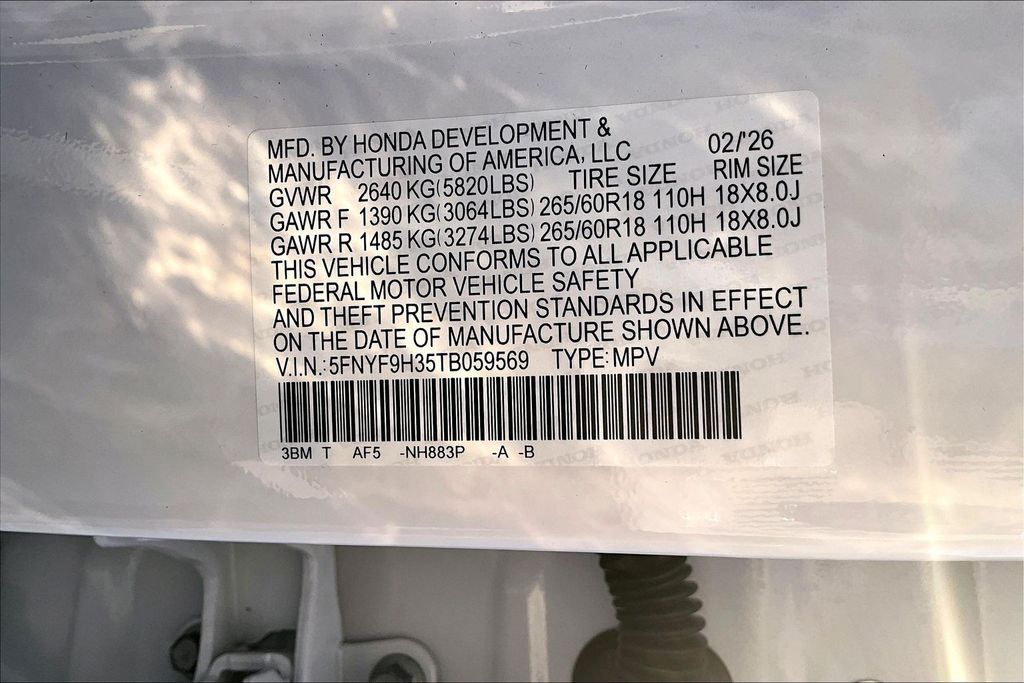 MFD. BY HONDA DEVELOPMENT &
MANUFACTURING OF AMERICA, LLC 02/'26
GVWR 2640 KG(5820LBS) TIRE SIZE RIM SIZE
GAWR F 1390 KG(3064LBS) 265/60R18 110H 18X8.0J
GAWR R 1485 KG(3274LBS) 265/60R18 110H 18X8.0J
THIS VEHICLE CONFORMS TO ALL APPLICABLE
FEDERAL MOTOR VEHICLE SAFETY
AND THEFT PREVENTION STANDARDS IN EFFECT
ON THE DATE OF MANUFACTURE SHOWN ABOVE.
V.I.N.: 5FNYF9H35TB059569 TYPE: MPV
3BM T AF5 -NH883P -A -B